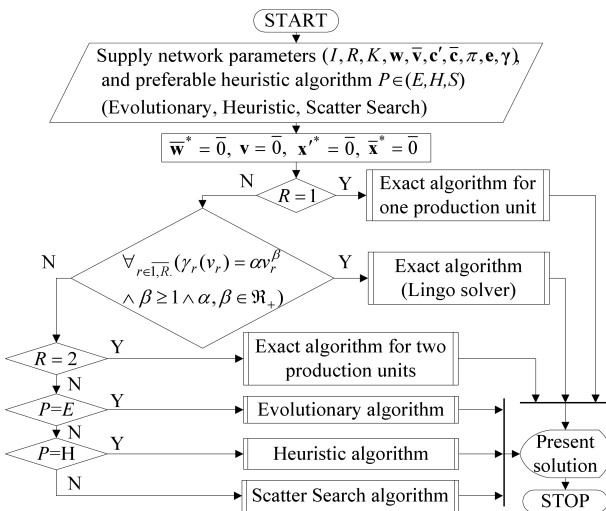 START
Supply network parameters (I, R, K, w, v̅, c′, c̅, π, e, γ),
and preferable heuristic algorithm P∈(E,H,S)
(Evolutionary, Heuristic, Scatter Search)
w̅* = 0̅, v = 0̅, x′* = 0̅, x̅* = 0̅
N
R = 1
Y
Exact algorithm for
one production unit
N
∀r∈1,R. (γr(vr) = αvr^β
∧ β ≥ 1 ∧ α, β ∈ ℜ+)
Y
Exact algorithm
(Lingo solver)
R = 2
Y
Exact algorithm for two
production units
N
P=E
Y
Evolutionary algorithm
N
P=H
Y
Heuristic algorithm
Present
solution
N
Scatter Search algorithm
STOP